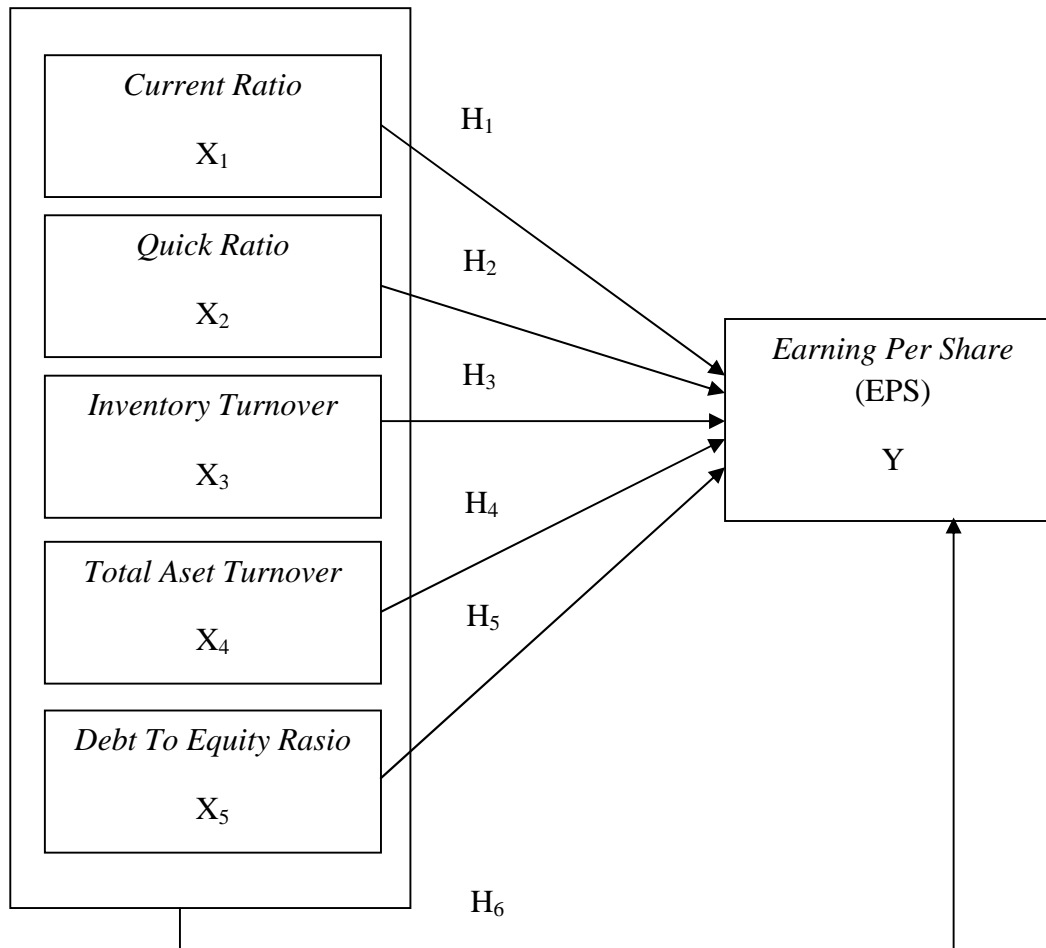 Current Ratio
X₁
H₁
Quick Ratio
X₂
H₂
Inventory Turnover
X₃
H₃
Earning Per Share
(EPS)
Y
Total Aset Turnover
X₄
H₄
Debt To Equity Rasio
X₅
H₅
H₆